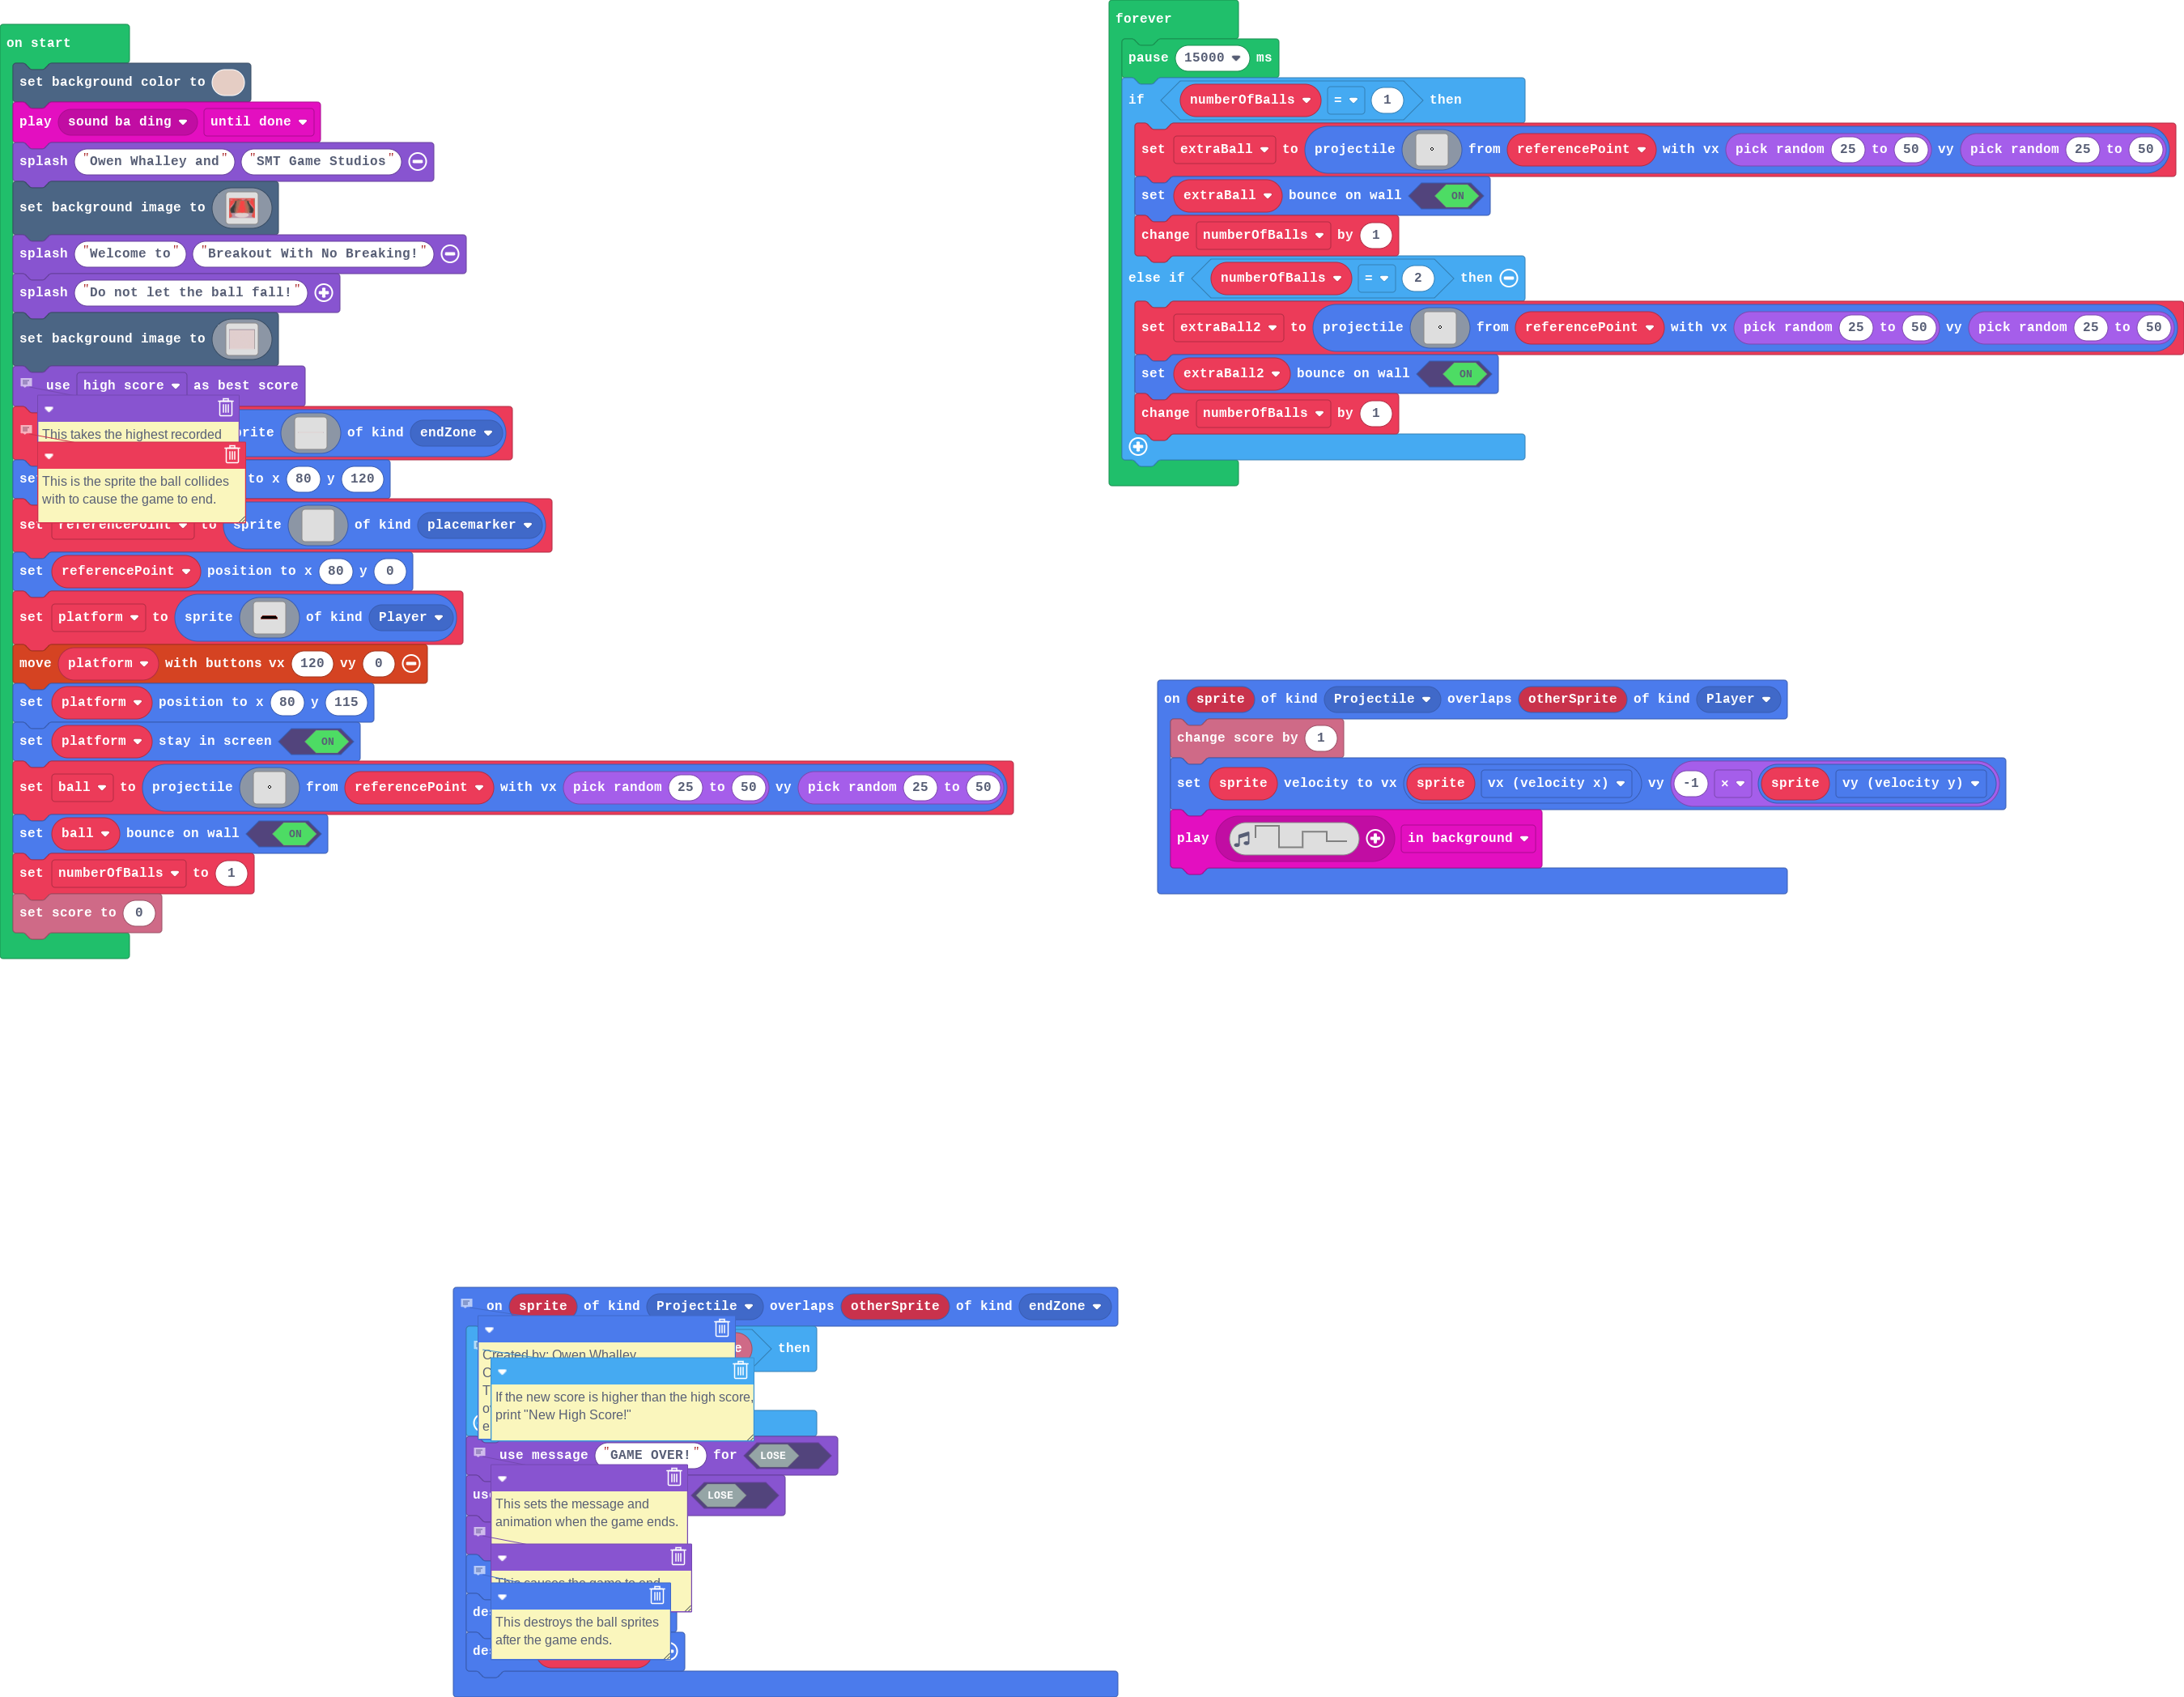 on start
set background color to
play sound ba ding until done
splash "Owen Whalley and" "SMT Game Studios"
set background image to
splash "Welcome to" "Breakout With No Breaking!"
splash "Do not let the ball fall!"
set background image to
use high score as best score
This takes the highest recorded
of kind endZone
This is the sprite the ball collides
with to cause the game to end.
to x 80 y 120
set referencePoint to sprite of kind placemarker
set referencePoint position to x 80 y 0
set platform to sprite of kind Player
move platform with buttons vx 120 vy 0
set platform position to x 80 y 115
set platform stay in screen ON
set ball to projectile from referencePoint with vx pick random 25 to 50 vy pick random 25 to 50
set ball bounce on wall ON
set numberOfBalls to 1
set score to 0
forever
pause 15000 ms
if numberOfBalls = 1 then
set extraBall to projectile from referencePoint with vx pick random 25 to 50 vy pick random 25 to 50
set extraBall bounce on wall ON
change numberOfBalls by 1
else if numberOfBalls = 2 then
set extraBall2 to projectile from referencePoint with vx pick random 25 to 50 vy pick random 25 to 50
set extraBall2 bounce on wall ON
change numberOfBalls by 1
on sprite of kind Projectile overlaps otherSprite of kind Player
change score by 1
set sprite velocity to vx sprite vx (velocity x) vy -1 × sprite vy (velocity y)
play in background
on sprite of kind Projectile overlaps otherSprite of kind endZone
then
Created by: Owen Whalley
If the new score is higher than the high score,
print "New High Score!"
use message "GAME OVER!" for LOSE
LOSE
This sets the message and
animation when the game ends.
This causes the game to end
This destroys the ball sprites
after the game ends.